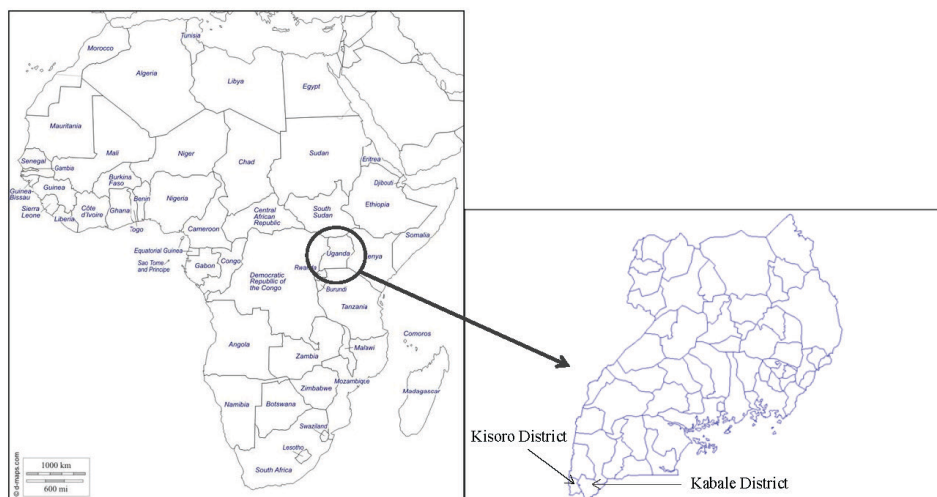 Tunisia
Morocco
Algeria
Libya
Egypt
Mauritania
Mali
Niger
Chad
Sudan
Eritrea
Senegal
Gambia
Burkina
Faso
Djibouti
Guinea-
Bissau
Guinea
Benin
Nigeria
Sierra
Leone
Côte
d'Ivoire
Ghana
Central
African
Republic
South
Sudan
Ethiopia
Liberia
Togo
Cameroon
Somalia
Equatorial Guinea
Sao Tome
and Principe
Gabon
Congo
Uganda
Kenya
Rwanda
Democratic
Republic of
the Congo
Burundi
Tanzania
Comoros
Angola
Zambia
Malawi
Mozambique
Zimbabwe
Madagascar
Namibia
Botswana
Swaziland
Lesotho
South Africa
1000 km
600 mi
© d-maps.com
Kisoro District
Kabale District